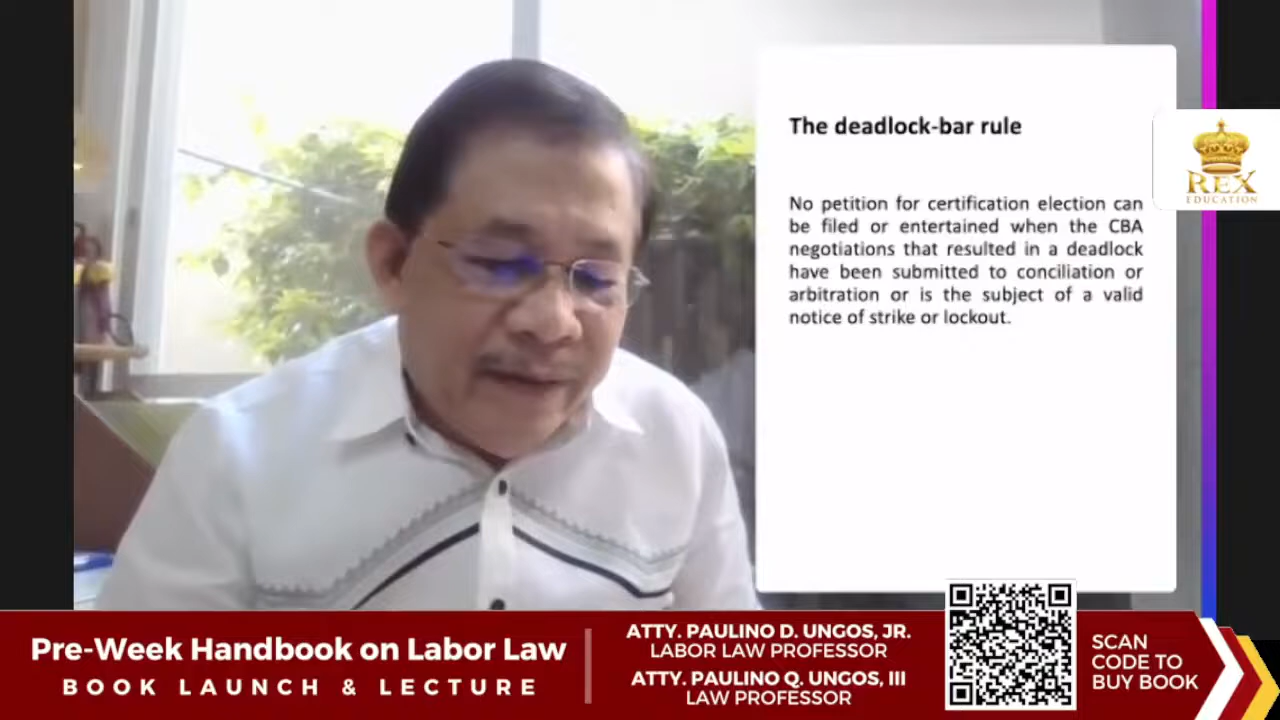 The deadlock-bar rule
No petition for certification election can
be filed or entertained when the CBA
negotiations that resulted in a deadlock
have been submitted to conciliation or
arbitration or is the subject of a valid
notice of strike or lockout.
REX
EDUCATION
Pre-Week Handbook on Labor Law
BOOK LAUNCH & LECTURE
ATTY. PAULINO D. UNGOS, JR.
LABOR LAW PROFESSOR
ATTY. PAULINO Q. UNGOS, III
LAW PROFESSOR
SCAN
CODE TO
BUY BOOK